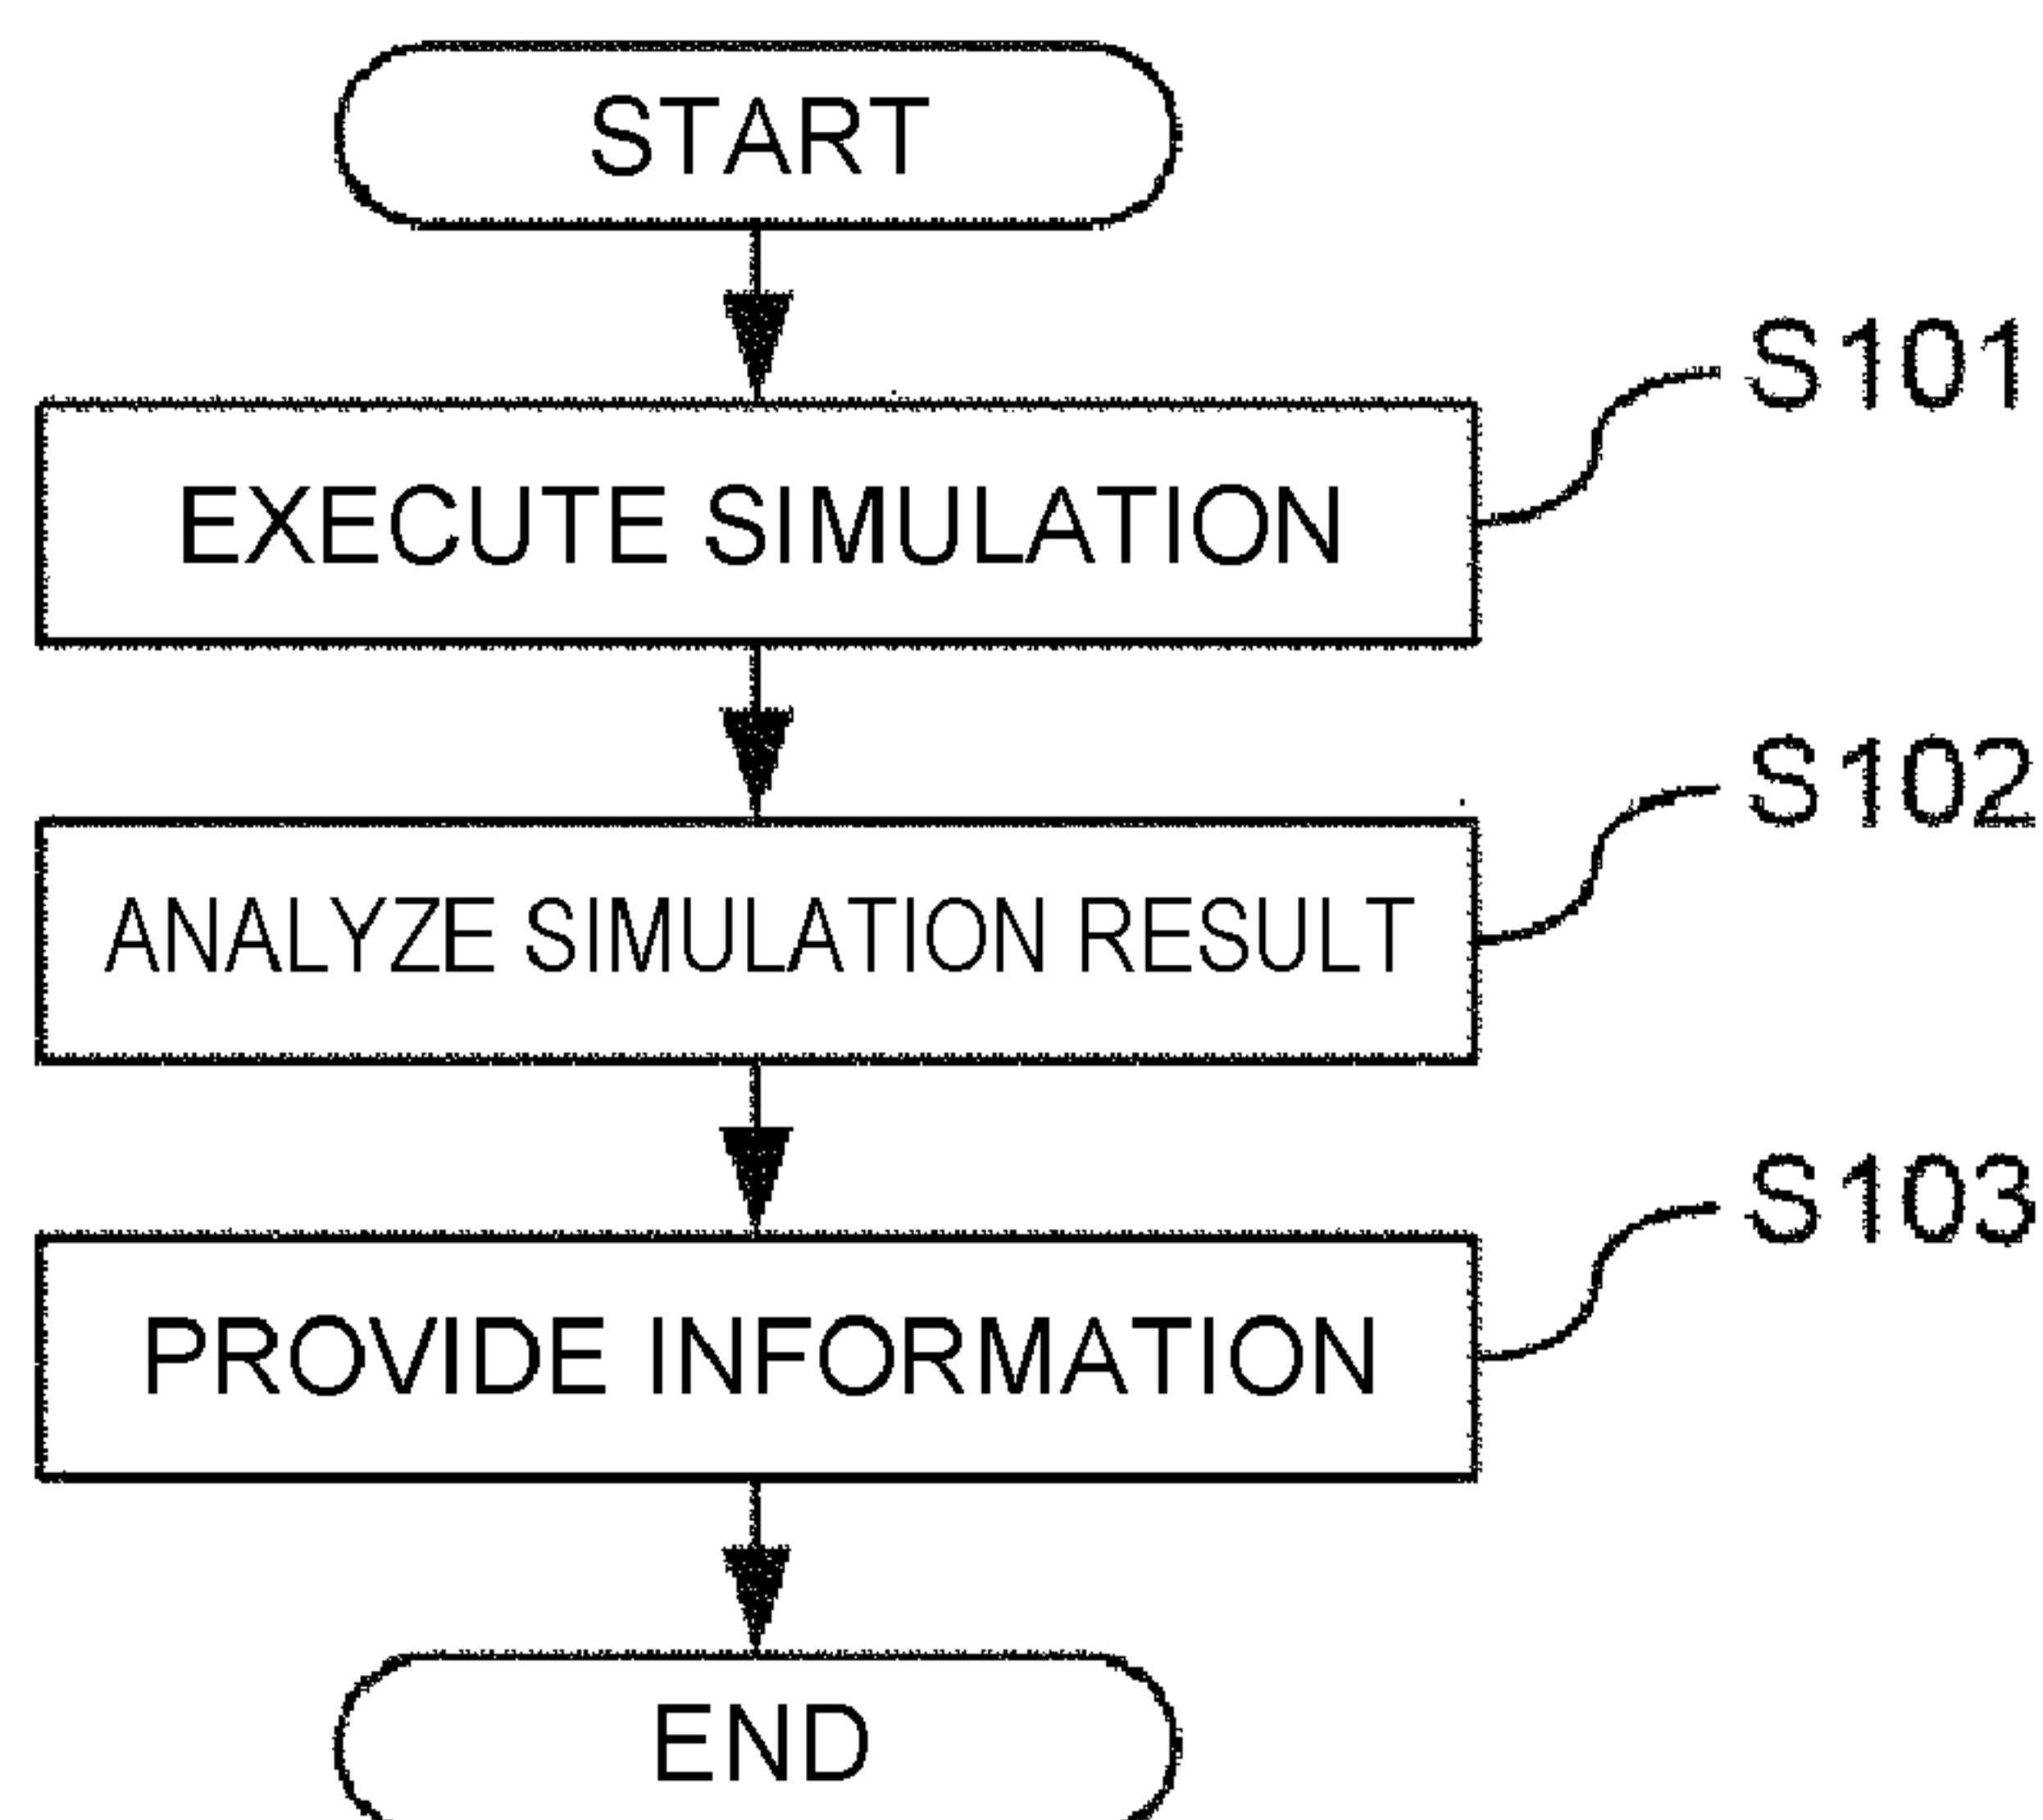 START
S101
EXECUTE SIMULATION
S102
ANALYZE SIMULATION RESULT
S103
PROVIDE INFORMATION
END